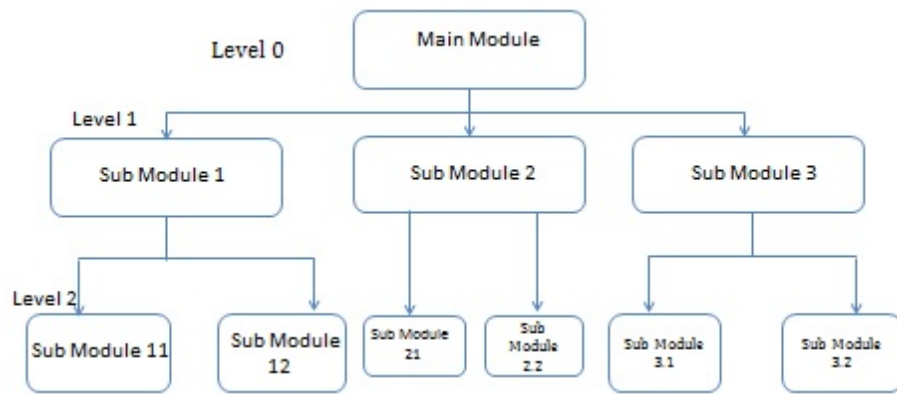 Level 0
Main Module
Level 1
Sub Module 1
Sub Module 2
Sub Module 3
Level 2
Sub Module 11
Sub Module
12
Sub Module
21
Sub
Module
2.2
Sub Module
3.1
Sub Module
3.2